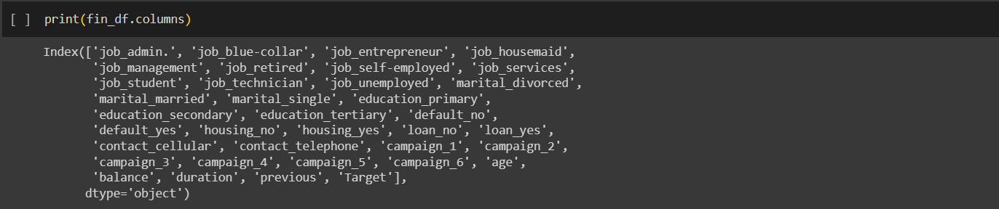 [ ] print(fin_df.columns)
Index(['job_admin.', 'job_blue-collar', 'job_entrepreneur', 'job_housemaid',
'job_management', 'job_retired', 'job_self-employed', 'job_services',
'job_student', 'job_technician', 'job_unemployed', 'marital_divorced',
'marital_married', 'marital_single', 'education_primary',
'education_secondary', 'education_tertiary', 'default_no',
'default_yes', 'housing_no', 'housing_yes', 'loan_no', 'loan_yes',
'contact_cellular', 'contact_telephone', 'campaign_1', 'campaign_2',
'campaign_3', 'campaign_4', 'campaign_5', 'campaign_6', 'age',
'balance', 'duration', 'previous', 'Target'],
dtype='object')